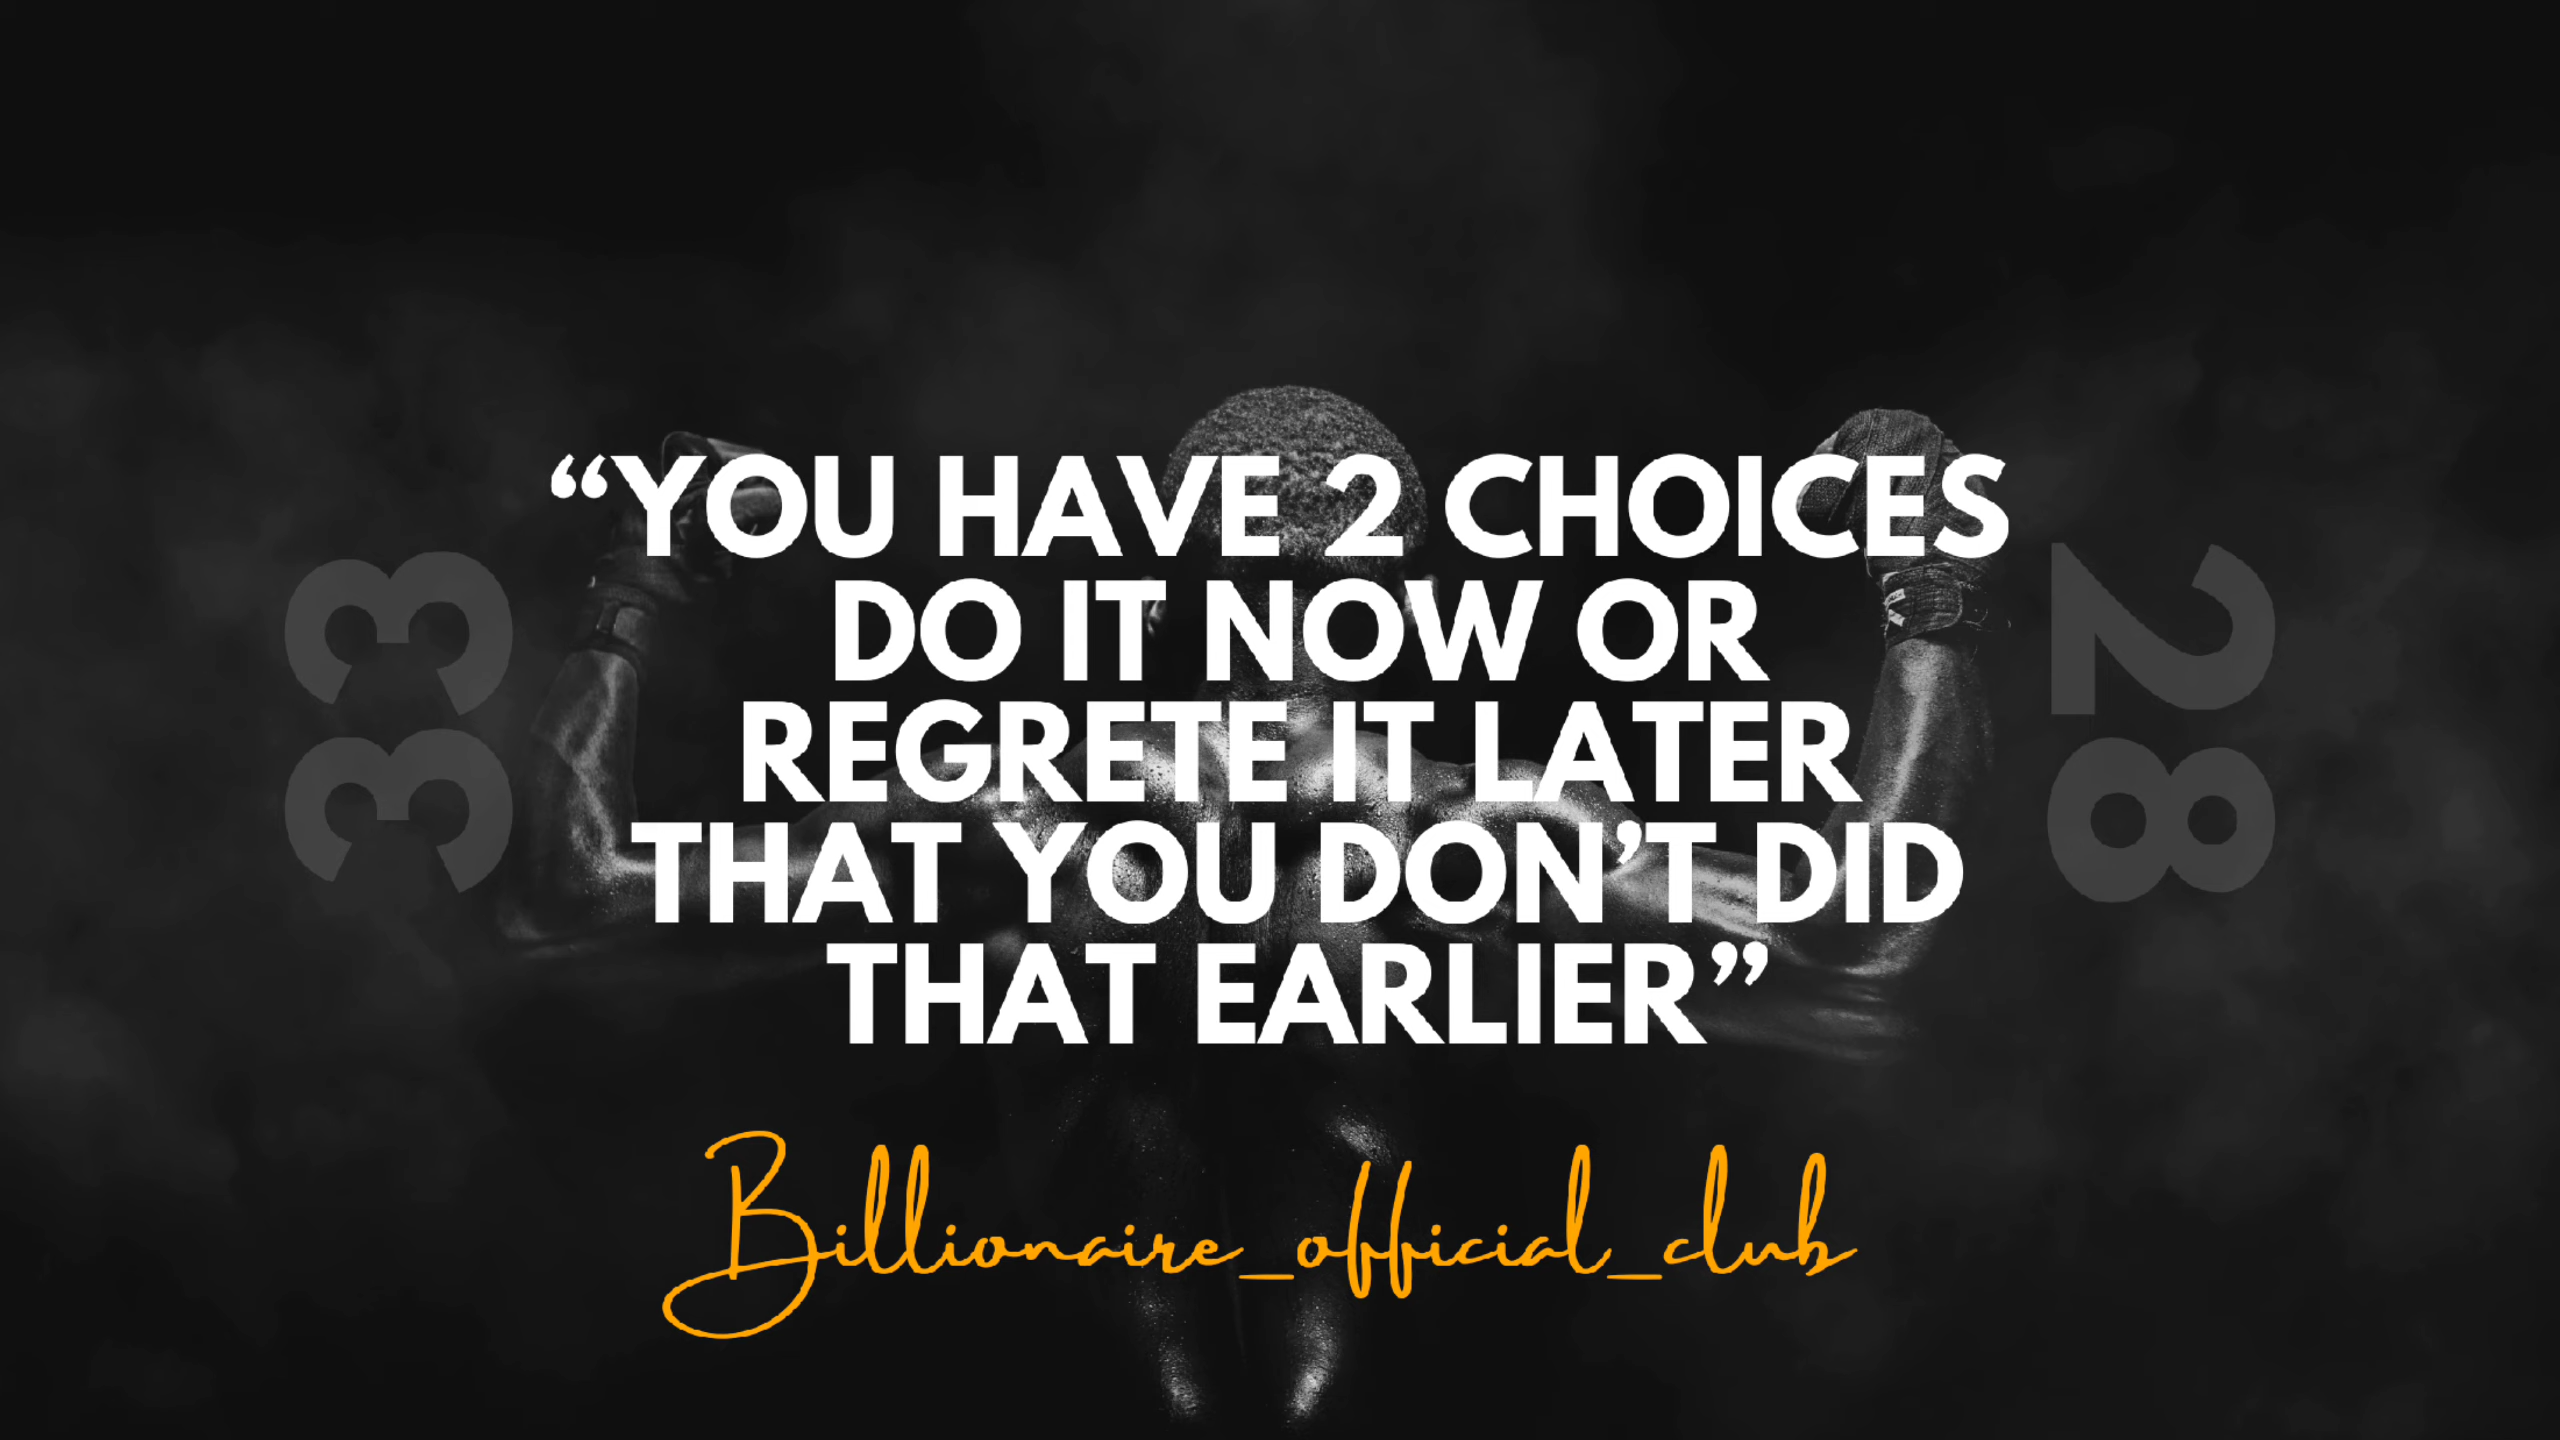 “YOU HAVE 2 CHOICES
DO IT NOW OR
REGRETE IT LATER
THAT YOU DON’T DID
THAT EARLIER”
33
28
Billionaire_official_club